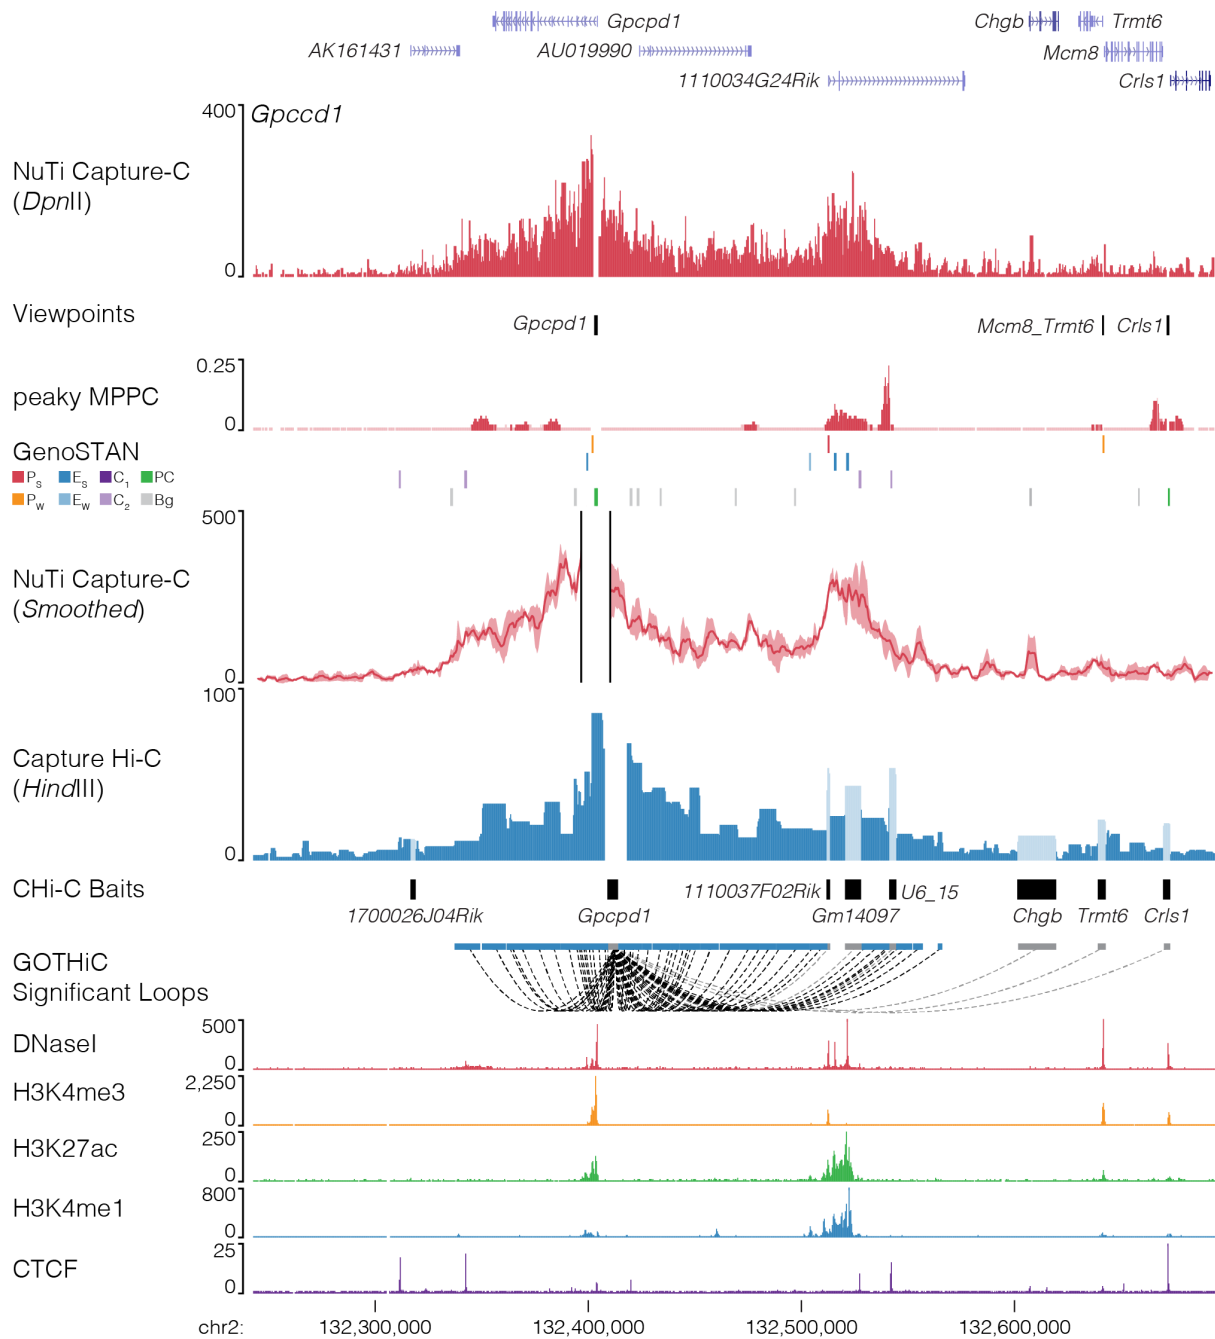 Gpcpd1 Chgb Trmt6
AK161431 AU019990 Mcm8
1110034G24Rik Crls1
400
Gpccd1
NuTi Capture-C
(DpnII)
0
Viewpoints
Gpcpd1 Mcm8_Trmt6 Crls1
0.25
peaky MPPC
0
GenoSTAN
PS ES C1 PC
PW EW C2 Bg
500
NuTi Capture-C
(Smoothed)
0
100
Capture Hi-C
(HindIII)
0
CHi-C Baits
1110037F02Rik U6_15
1700026J04Rik Gpcpd1 Gm14097 Chgb Trmt6 Crls1
GOTHiC
Significant Loops
500
DNaseI
0
2,250
H3K4me3
0
250
H3K27ac
0
800
H3K4me1
0
25
CTCF
0
chr2: 132,300,000 132,400,000 132,500,000 132,600,000